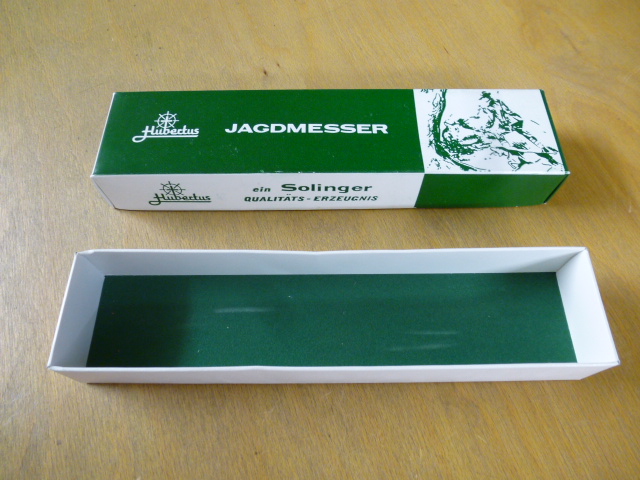 Hubertus
JAGDMESSER
Hubertus
ein Solinger
QUALITÄTS-ERZEUGNIS